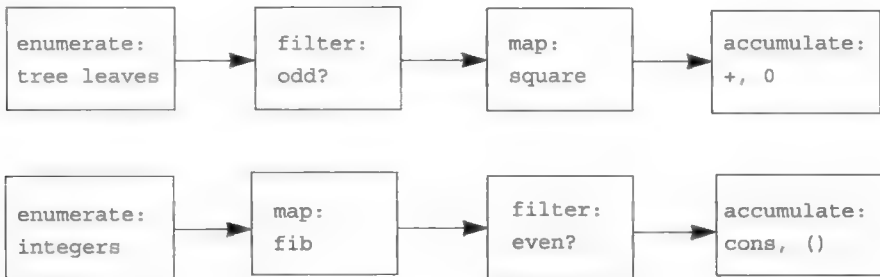 enumerate:
tree leaves
filter:
odd?
map:
square
accumulate:
+, 0
enumerate:
integers
map:
fib
filter:
even?
accumulate:
cons, ()